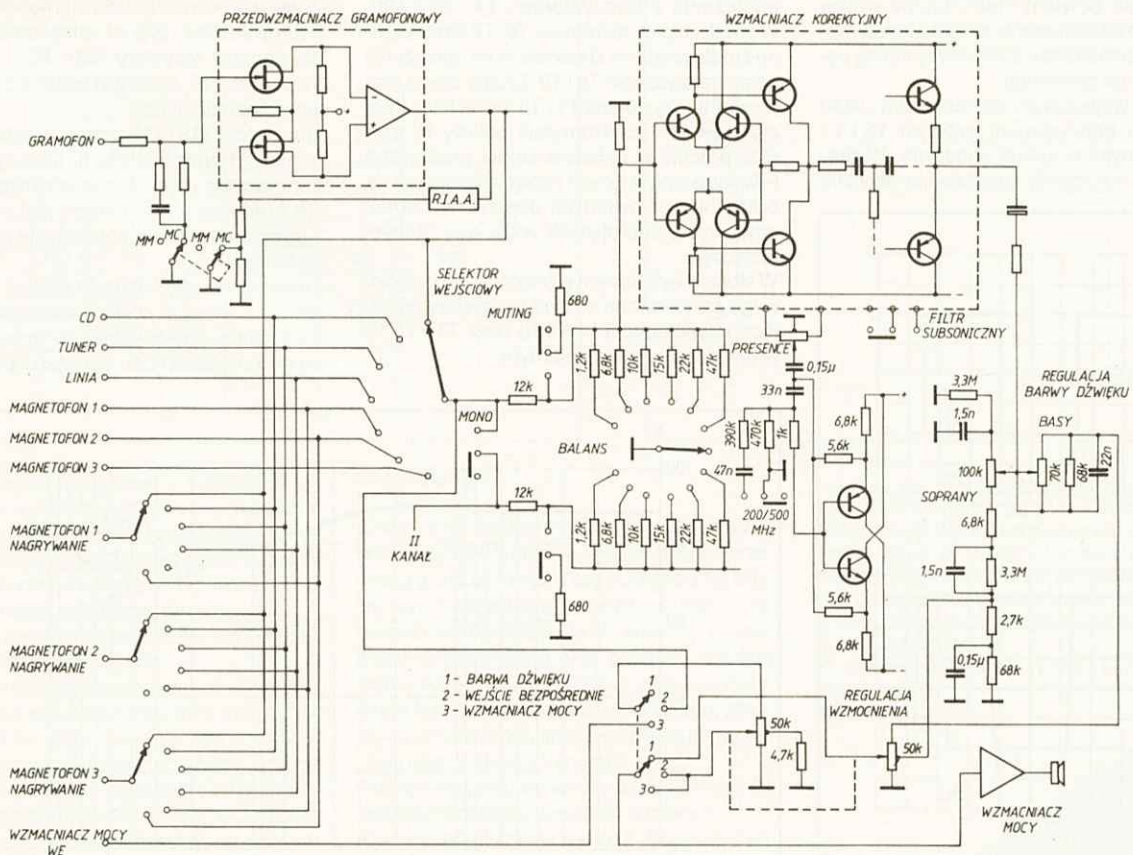 PRZEDWZMACNIACZ GRAMOFONOWY
WZMACNIACZ KOREKCYJNY
GRAMOFON
+
R.I.A.A.
MM
MC
MM
MC
SELEKTOR
WEJŚCIOWY
CD
TUNER
LINIA
MAGNETOFON 1
MAGNETOFON 2
MAGNETOFON 3
MAGNETOFON 1
NAGRYWANIE
MAGNETOFON 2
NAGRYWANIE
MAGNETOFON 3
NAGRYWANIE
WZMACNIACZ MOCY
WE
MUTING
680
12k
MONO
12k
II
KANAŁ
680
1,2k
6,8k
10k
15k
22k
47k
BALANS
1,2k
6,8k
10k
15k
22k
47k
PRESENCE
FILTR
SUBSONICZNY
0,15µ
33n
390k
470k
1k
47n
200/500
MHz
6,8k
5,6k
+
5,6k
6,8k
-
3,3M
1,5n
REGULACJA
BARWY DŹWIĘKU
BASY
100k
70k
68k
22n
SOPRANY
6,8k
1,5n
3,3M
2,7k
0,15µ
68k
1 - BARWA DŹWIĘKU
2 - WEJŚCIE BEZPOŚREDNIE
3 - WZMACNIACZ MOCY
1
2
3
1
2
3
50k
4,7k
REGULACJA
WZMOCNIENIA
50k
WZMACNIACZ
MOCY